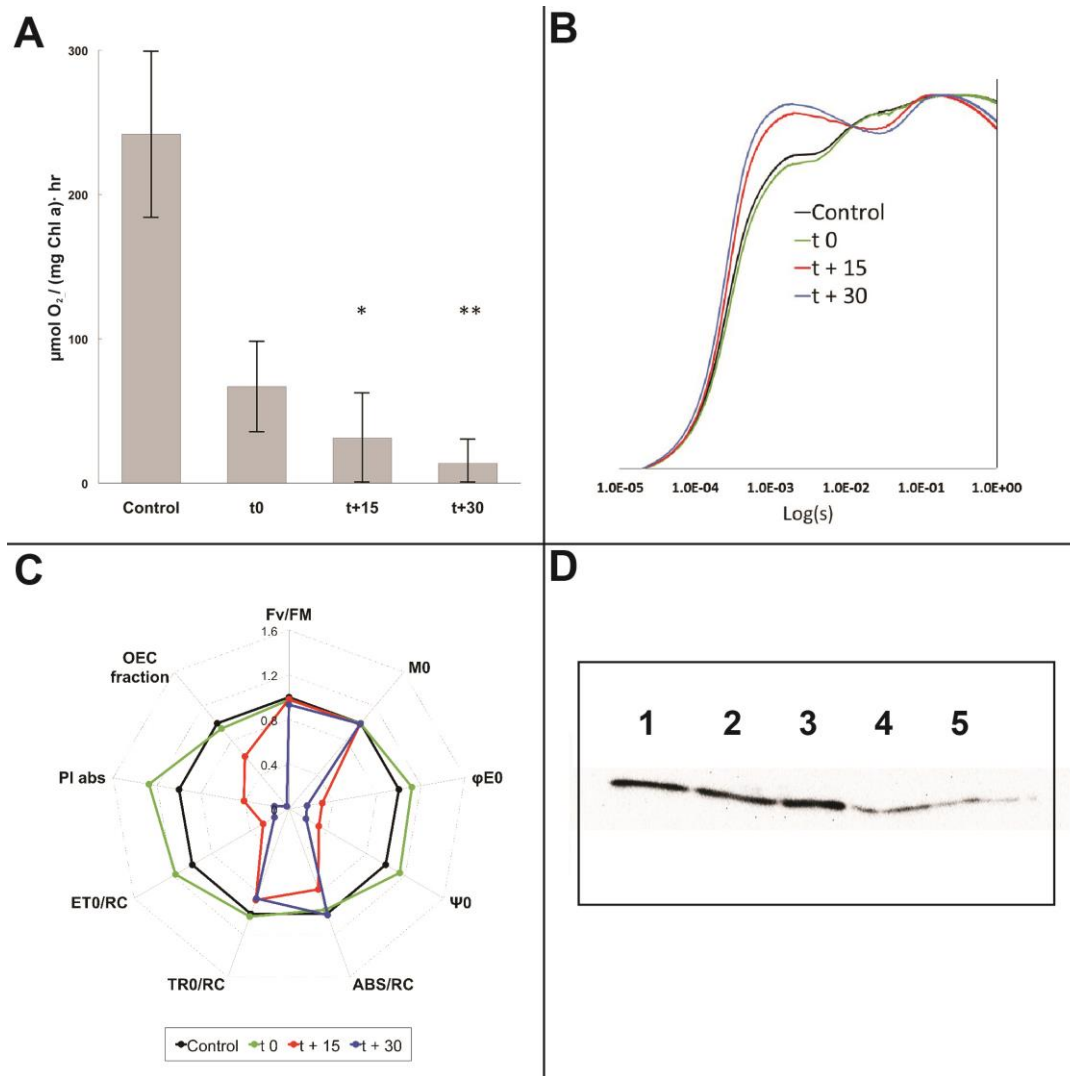 A
300
200
100
0
µmol O₂ / (mg Chl a)· hr
*
**
Control t0 t+15 t+30
B
Control
t 0
t + 15
t + 30
1.0E-05 1.0E-04 1.0E-03 1.0E-02 1.0E-01 1.0E+00
Log(s)
C
Fv/FM
1.6
OEC
fraction
M0
1.2
0.8
PI abs
φE0
0.4
0
ET0/RC
Ψ0
TR0/RC
ABS/RC
Control t 0 t + 15 t + 30
D
1 2 3 4 5